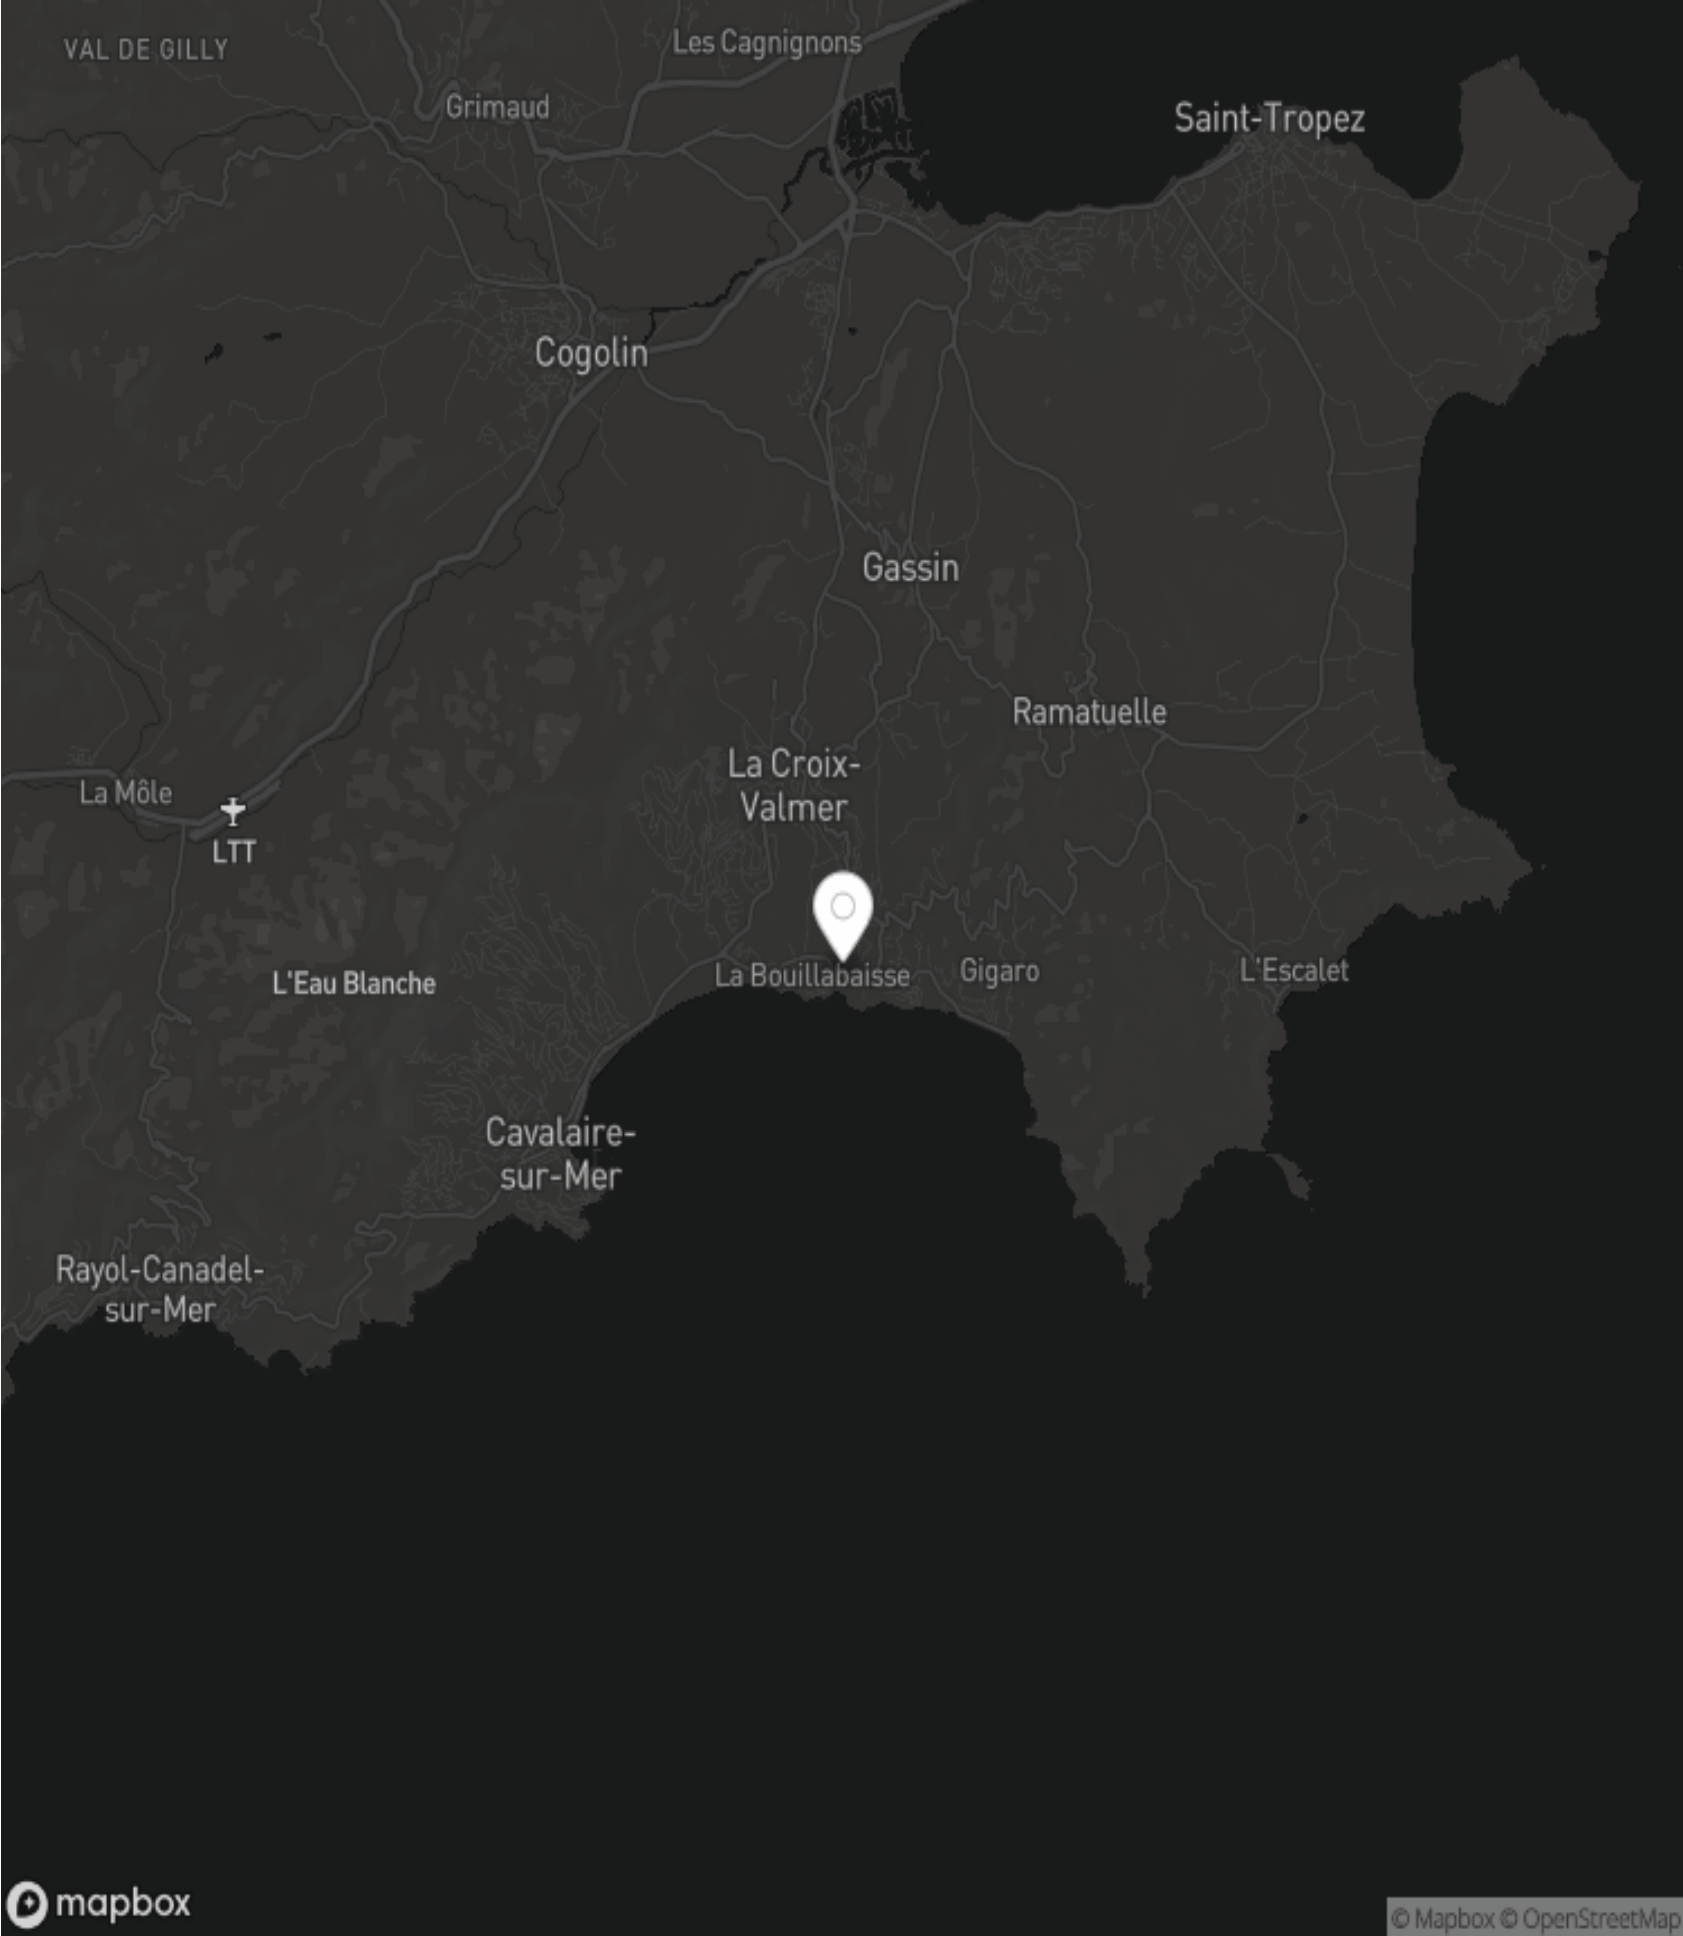 Les Cagnignons
VAL DE GILLY
Grimaud
Saint-Tropez
Cogolin
Gassin
Ramatuelle
La Croix-
Valmer
La Môle
LTT
La Bouillabaisse
Gigaro
L'Escalet
L'Eau Blanche
Cavalaire-
sur-Mer
Rayol-Canadel-
sur-Mer
mapbox
© Mapbox © OpenStreetMap